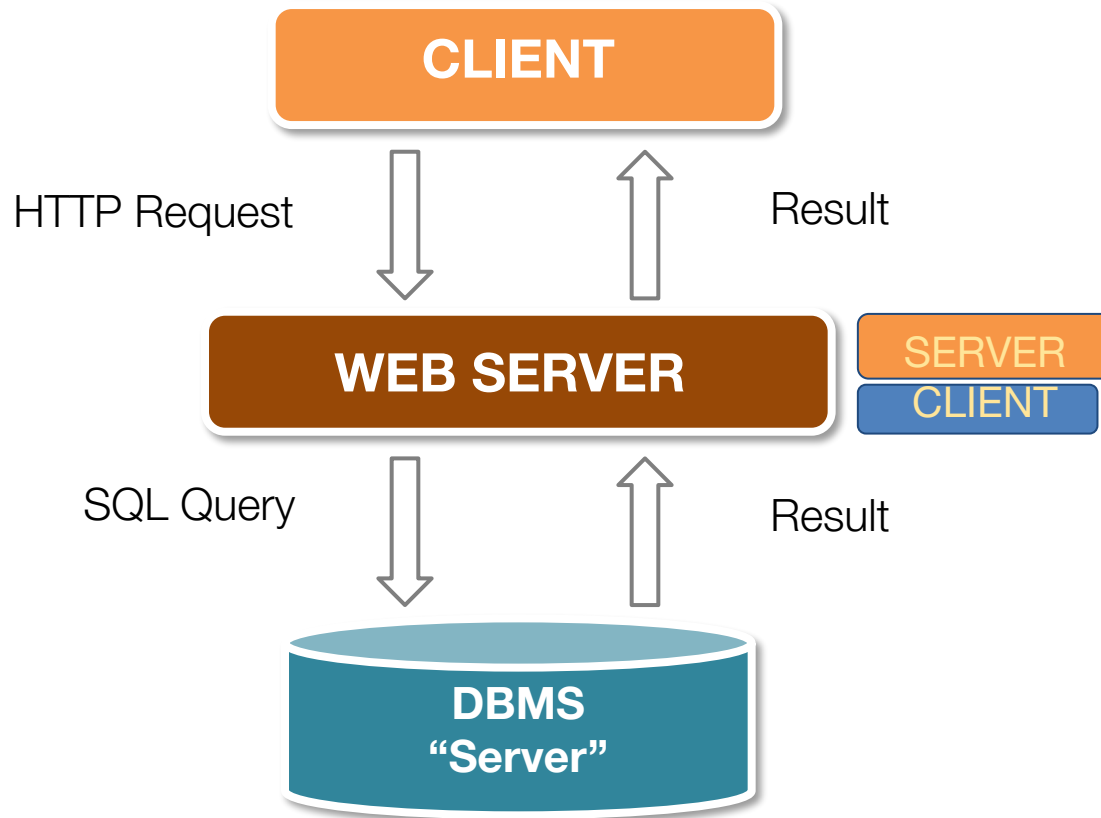 CLIENT
HTTP Request
Result
WEB SERVER
SERVER
CLIENT
SQL Query
Result
DBMS
“Server”